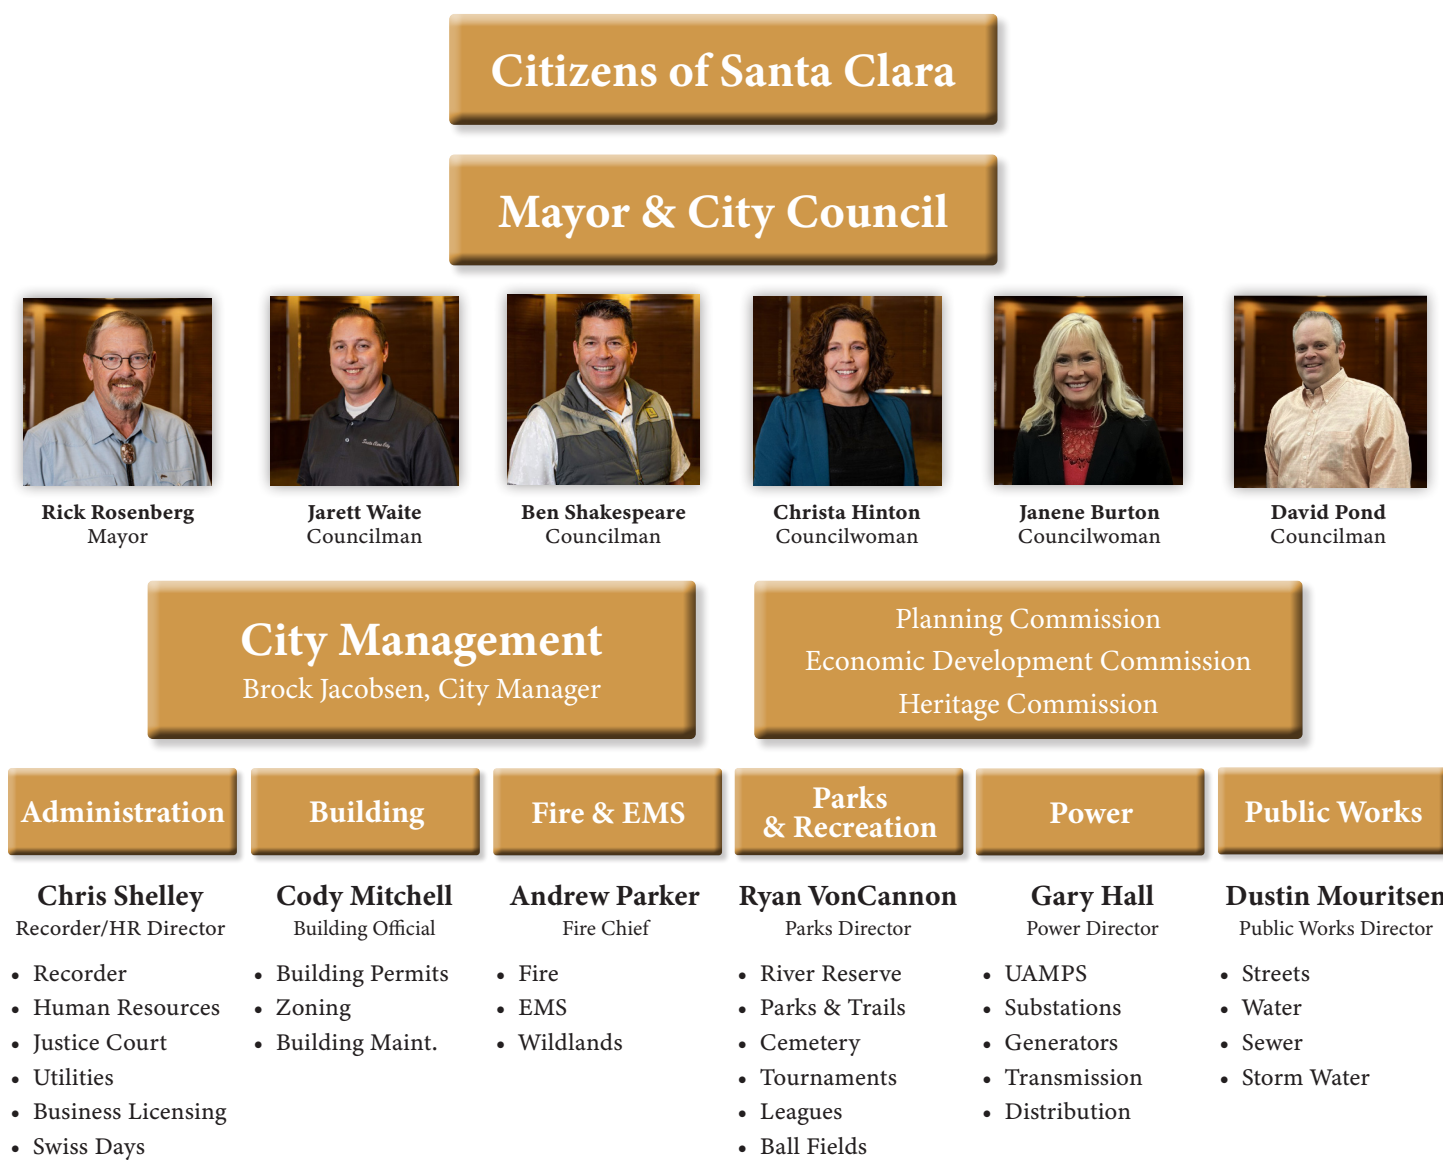 Citizens of Santa Clara
Mayor & City Council
Santa Clara City
Rick Rosenberg
Mayor
Jarett Waite
Councilman
Ben Shakespeare
Councilman
Christa Hinton
Councilwoman
Janene Burton
Councilwoman
David Pond
Councilman
City Management
Brock Jacobsen, City Manager
Planning Commission
Economic Development Commission
Heritage Commission
Administration
Chris Shelley
Recorder/HR Director
• Recorder
• Human Resources
• Justice Court
• Utilities
• Business Licensing
• Swiss Days
Building
Cody Mitchell
Building Official
• Building Permits
• Zoning
• Building Maint.
Fire & EMS
Andrew Parker
Fire Chief
• Fire
• EMS
• Wildlands
Parks
& Recreation
Ryan VonCannon
Parks Director
• River Reserve
• Parks & Trails
• Cemetery
• Tournaments
• Leagues
• Ball Fields
Power
Gary Hall
Power Director
• UAMPS
• Substations
• Generators
• Transmission
• Distribution
Public Works
Dustin Mouritsen
Public Works Director
• Streets
• Water
• Sewer
• Storm Water